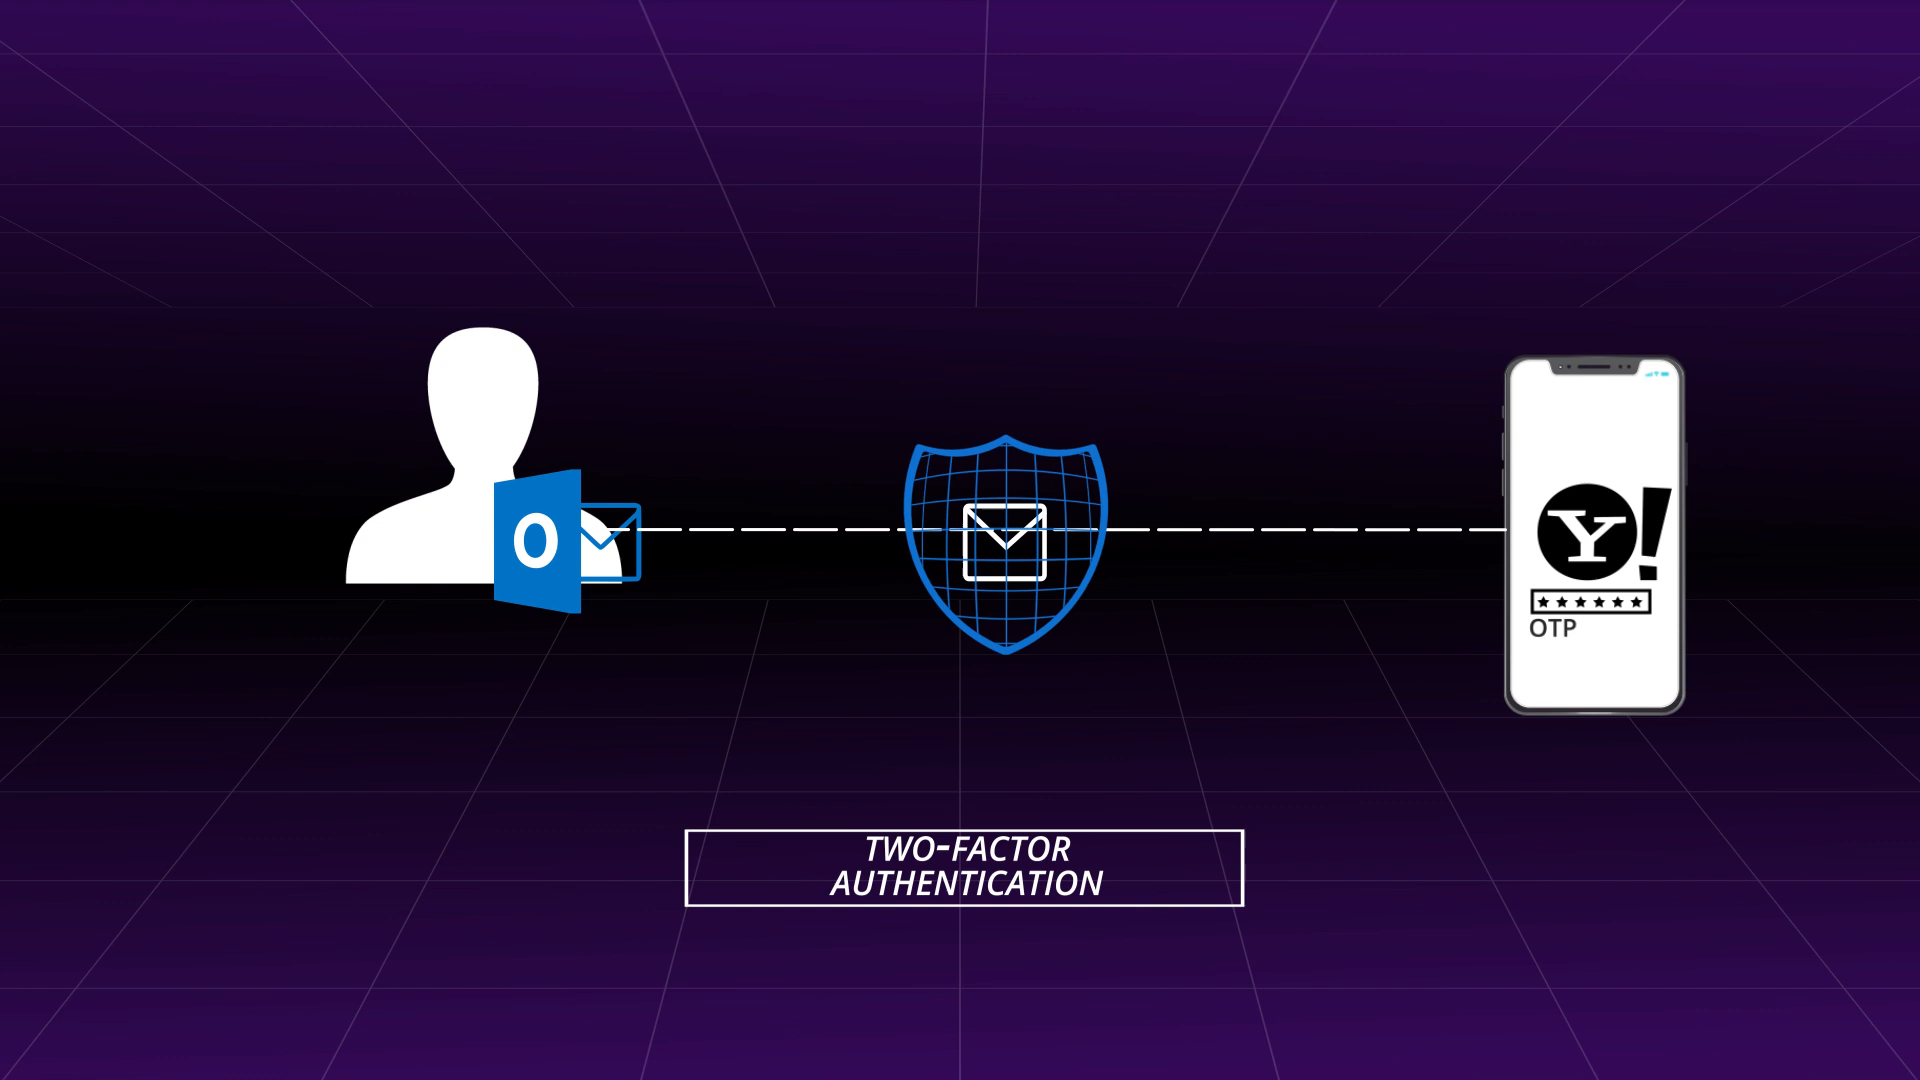 O
Y!
★★★★★★
OTP
TWO-FACTOR
AUTHENTICATION